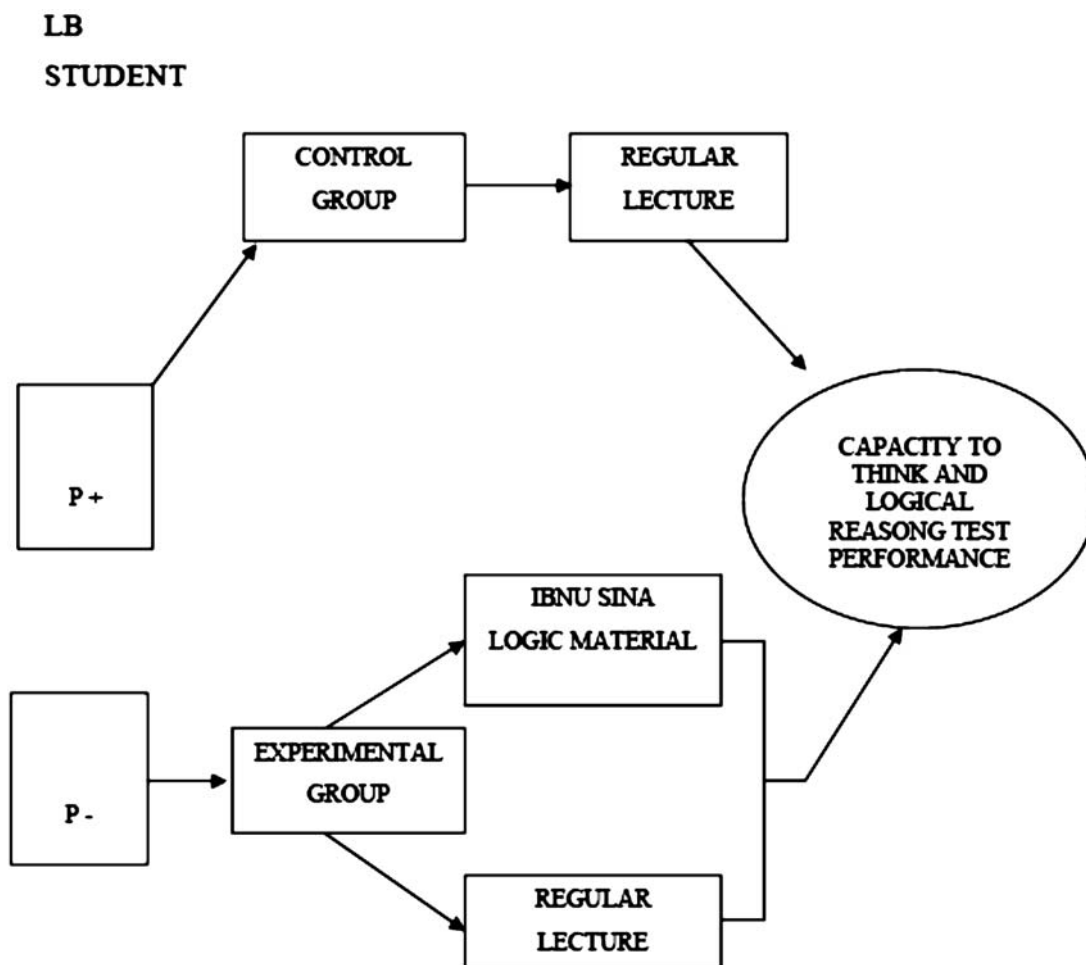 LB
STUDENT
CONTROL
GROUP
REGULAR
LECTURE
P +
CAPACITY TO
THINK AND
LOGICAL
REASONG TEST
PERFORMANCE
IBNU SINA
LOGIC MATERIAL
P -
EXPERIMENTAL
GROUP
REGULAR
LECTURE